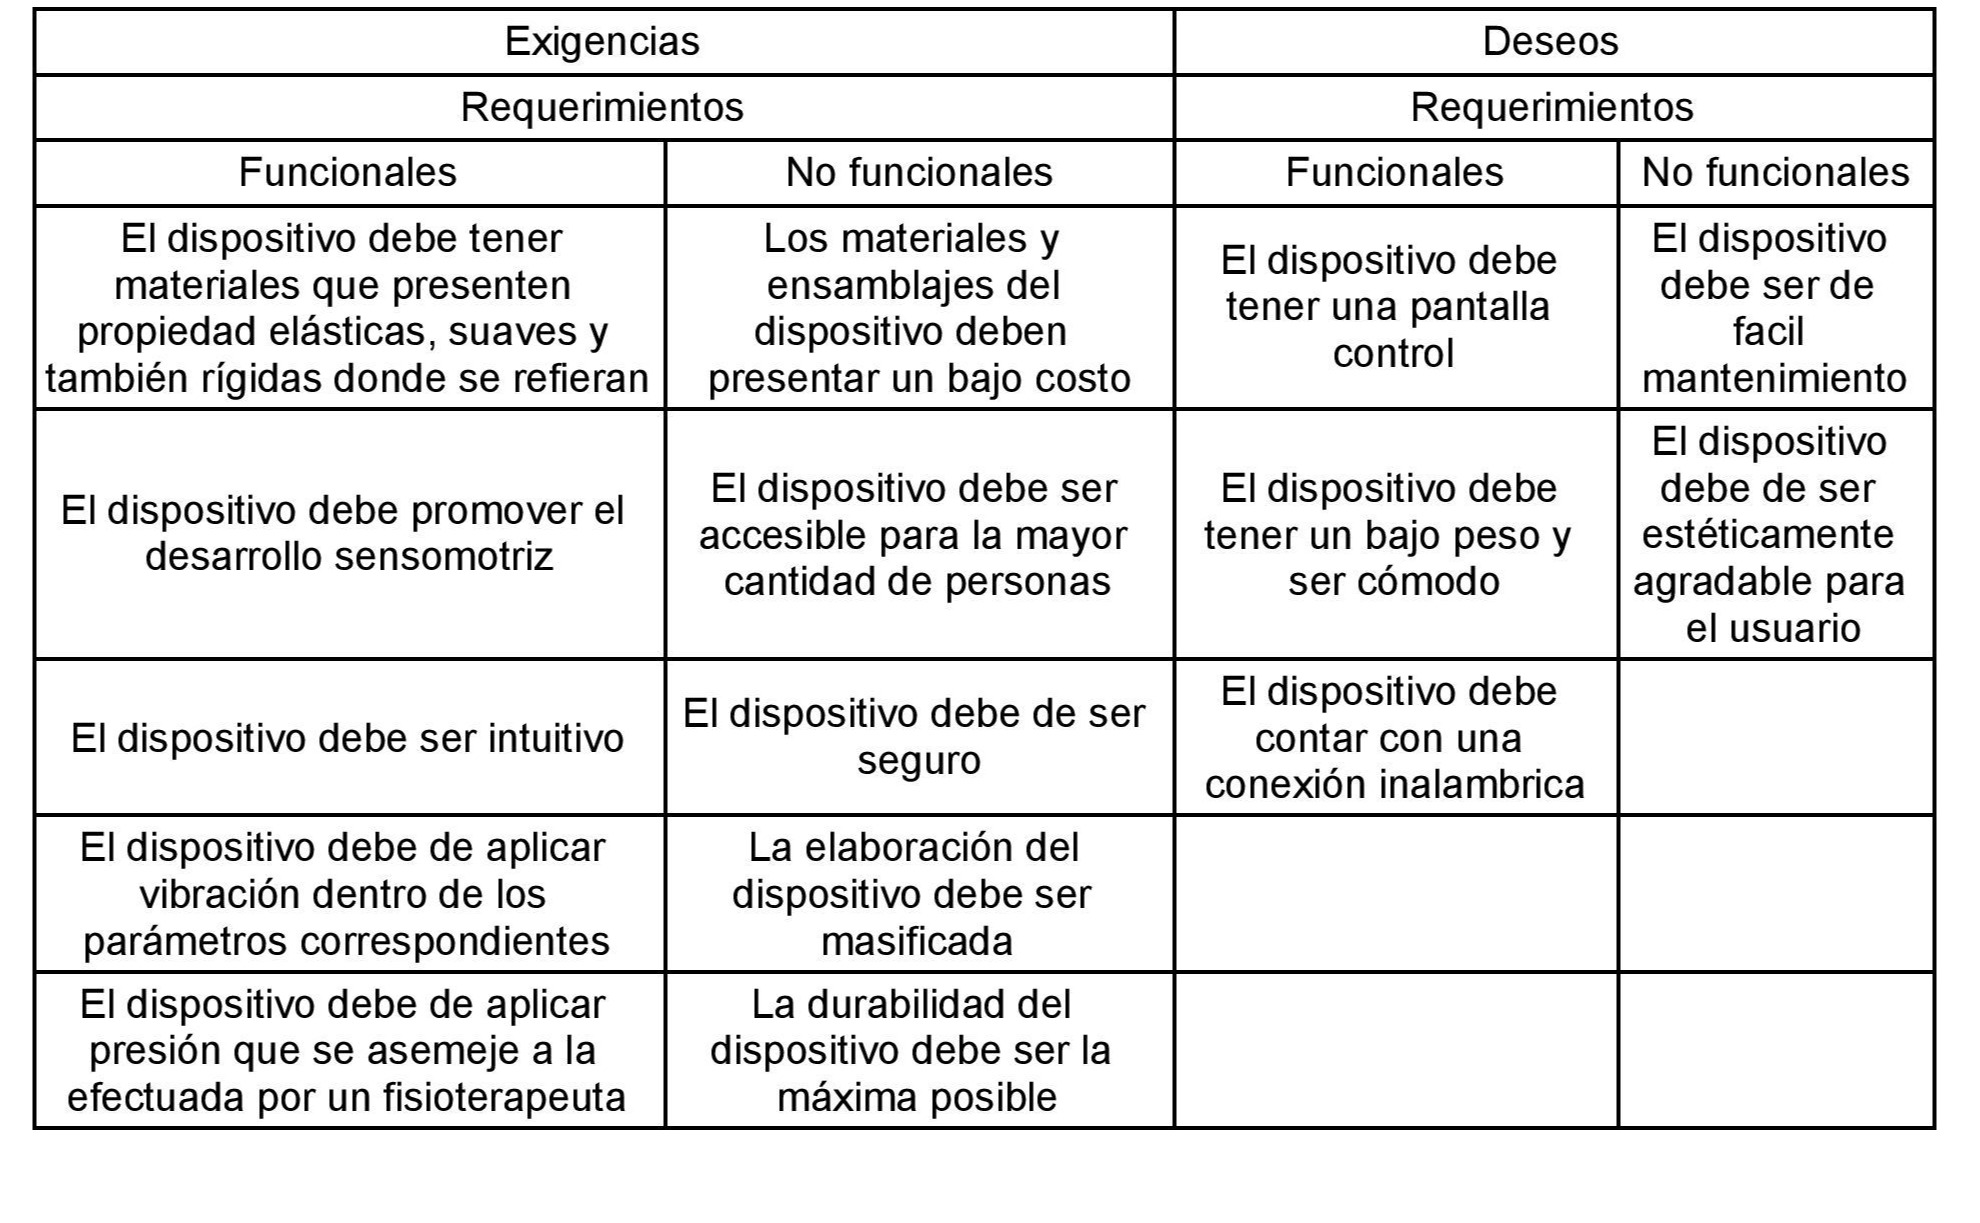 Exigencias
Deseos
Requerimientos
Requerimientos
Funcionales
No funcionales
Funcionales
No funcionales
El dispositivo debe tener
materiales que presenten
propiedad elásticas, suaves y
también rígidas donde se refieran
Los materiales y
ensamblajes del
dispositivo deben
presentar un bajo costo
El dispositivo debe
tener una pantalla
control
El dispositivo
debe ser de
facil
mantenimiento
El dispositivo debe promover el
desarrollo sensomotriz
El dispositivo debe ser
accesible para la mayor
cantidad de personas
El dispositivo debe
tener un bajo peso y
ser cómodo
El dispositivo
debe de ser
estéticamente
agradable para
el usuario
El dispositivo debe ser intuitivo
El dispositivo debe de ser
seguro
El dispositivo debe
contar con una
conexión inalambrica
El dispositivo debe de aplicar
vibración dentro de los
parámetros correspondientes
La elaboración del
dispositivo debe ser
masificada
El dispositivo debe de aplicar
presión que se asemeje a la
efectuada por un fisioterapeuta
La durabilidad del
dispositivo debe ser la
máxima posible